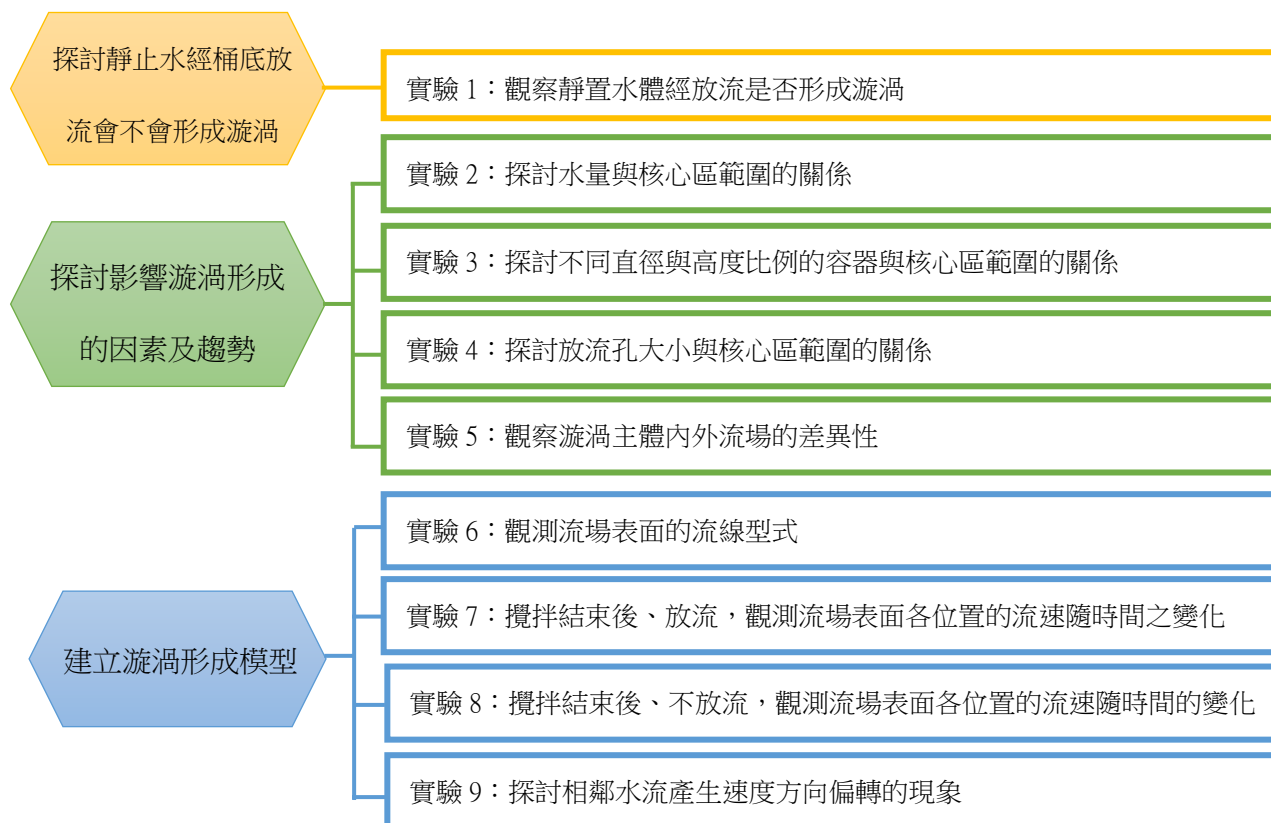 探討靜止水經桶底放
流會不會形成漩渦
實驗 1：觀察靜置水體經放流是否形成漩渦
探討影響漩渦形成
的因素及趨勢
實驗 2：探討水量與核心區範圍的關係
實驗 3：探討不同直徑與高度比例的容器與核心區範圍的關係
實驗 4：探討放流孔大小與核心區範圍的關係
實驗 5：觀察漩渦主體內外流場的差異性
建立漩渦形成模型
實驗 6：觀測流場表面的流線型式
實驗 7：攪拌結束後、放流，觀測流場表面各位置的流速隨時間之變化
實驗 8：攪拌結束後、不放流，觀測流場表面各位置的流速隨時間的變化
實驗 9：探討相鄰水流產生速度方向偏轉的現象